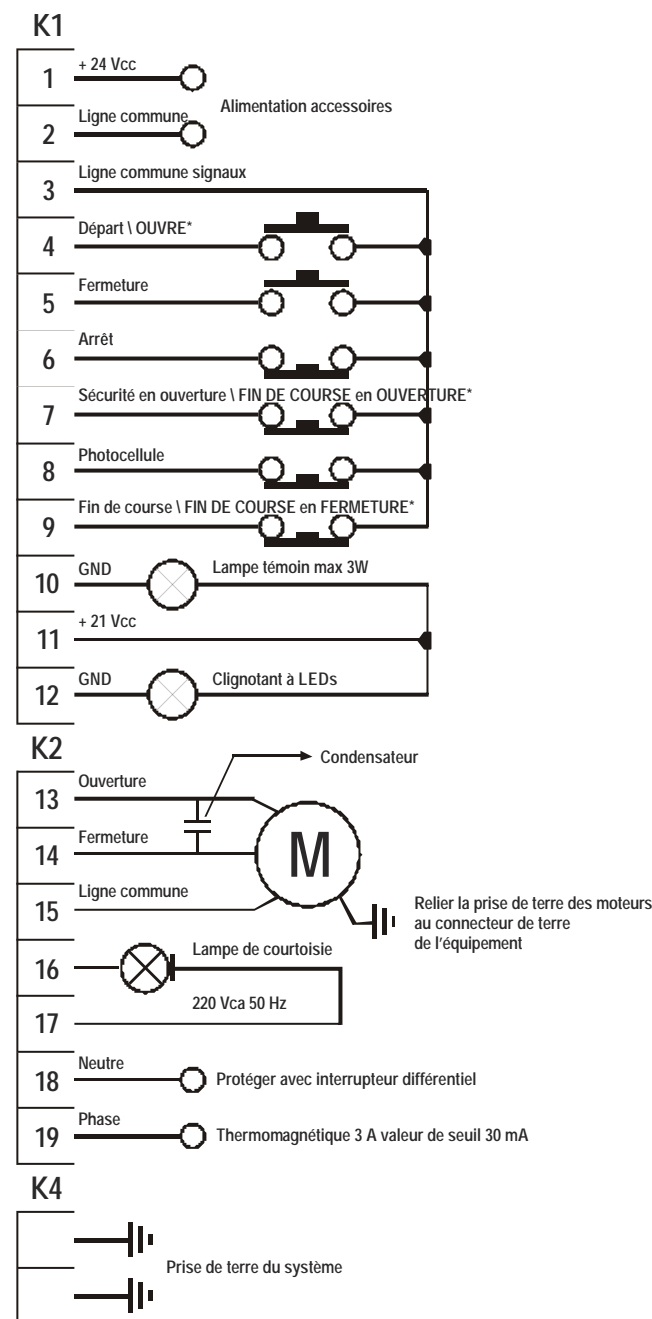 K1
1 + 24 Vcc
Alimentation accessoires
2 Ligne commune
3 Ligne commune signaux
4 Départ \ OUVRE*
5 Fermeture
6 Arrêt
7 Sécurité en ouverture \ FIN DE COURSE en OUVERTURE*
8 Photocellule
9 Fin de course \ FIN DE COURSE en FERMETURE*
10 GND Lampe témoin max 3W
11 + 21 Vcc
12 GND Clignotant à LEDs
K2
Condensateur
13 Ouverture
14 Fermeture
M
15 Ligne commune
Relier la prise de terre des moteurs
au connecteur de terre
de l'équipement
16 Lampe de courtoisie
17 220 Vca 50 Hz
18 Neutre Protéger avec interrupteur différentiel
19 Phase Thermomagnétique 3 A valeur de seuil 30 mA
K4
Prise de terre du système